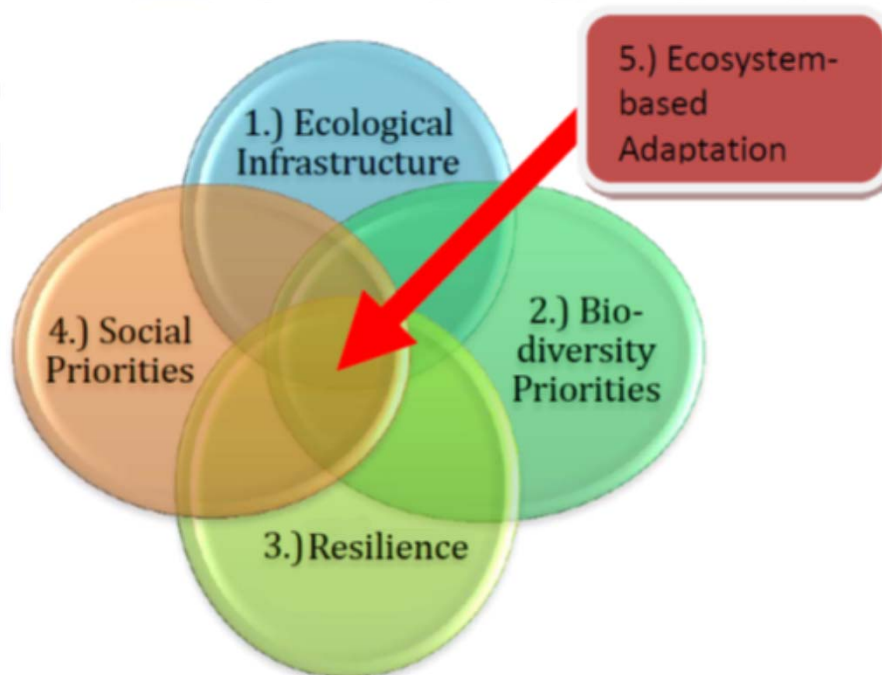 1.) Ecological
Infrastructure
5.) Ecosystem-
based
Adaptation
2.) Bio-
diversity
Priorities
3.)Resilience
4.) Social
Priorities